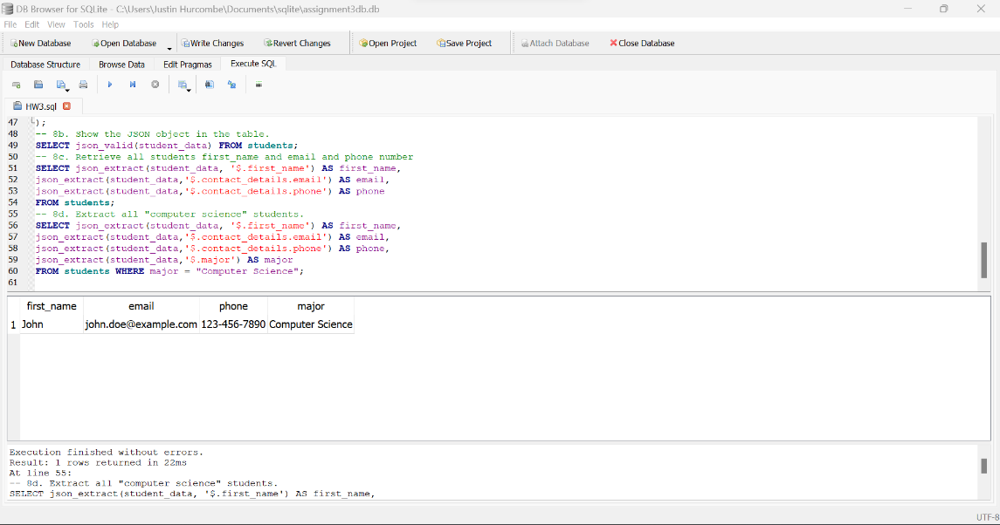 DB Browser for SQLite - C:\Users\Justin Hurcombe\Documents\sqlite\assignment3db.db
File Edit View Tools Help
New Database Open Database Write Changes Revert Changes Open Project Save Project Attach Database Close Database
Database Structure Browse Data Edit Pragmas Execute SQL
HW3.sql
47 );
48 -- 8b. Show the JSON object in the table.
49 SELECT json_valid(student_data) FROM students;
50 -- 8c. Retrieve all students first_name and email and phone number
51 SELECT json_extract(student_data, '$.first_name') AS first_name,
52 json_extract(student_data,'$.contact_details.email') AS email,
53 json_extract(student_data,'$.contact_details.phone') AS phone
54 FROM students;
55 -- 8d. Extract all "computer science" students.
56 SELECT json_extract(student_data, '$.first_name') AS first_name,
57 json_extract(student_data,'$.contact_details.email') AS email,
58 json_extract(student_data,'$.contact_details.phone') AS phone,
59 json_extract(student_data,'$.major') AS major
60 FROM students WHERE major = "Computer Science";
61
first_name email phone major
1 John john.doe@example.com 123-456-7890 Computer Science
Execution finished without errors.
Result: 1 rows returned in 22ms
At line 55:
-- 8d. Extract all "computer science" students.
SELECT json_extract(student_data, '$.first_name') AS first_name,
UTF-8